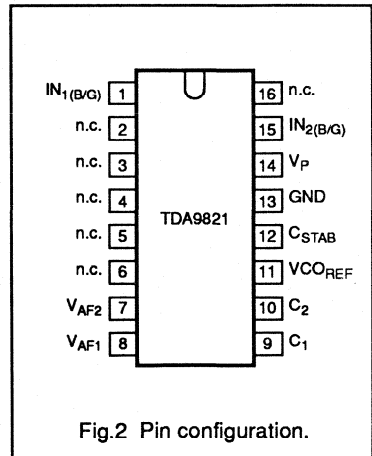 IN1(B/G) 1 16 n.c.
n.c. 2 15 IN2(B/G)
n.c. 3 14 VP
n.c. 4 13 GND
TDA9821
n.c. 5 12 CSTAB
n.c. 6 11 VCOREF
VAF2 7 10 C2
VAF1 8 9 C1
Fig.2 Pin configuration.